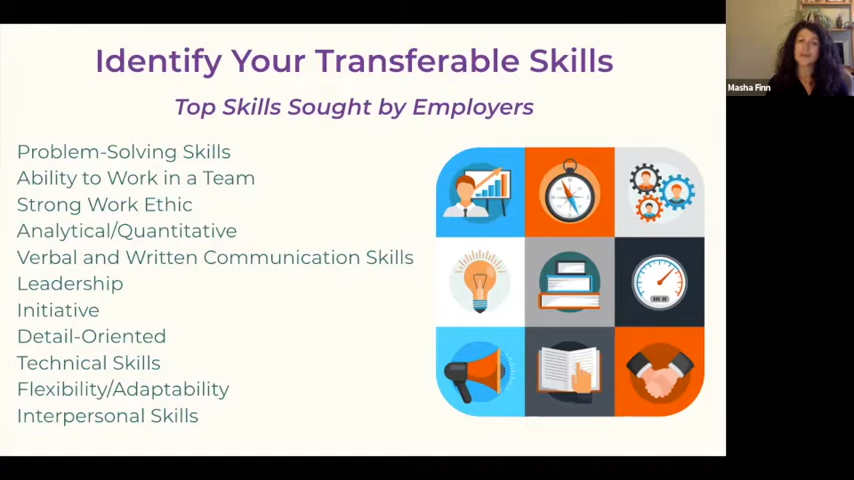 Identify Your Transferable Skills
Top Skills Sought by Employers
Problem-Solving Skills
Ability to Work in a Team
Strong Work Ethic
Analytical/Quantitative
Verbal and Written Communication Skills
Leadership
Initiative
Detail-Oriented
Technical Skills
Flexibility/Adaptability
Interpersonal Skills
Masha Finn